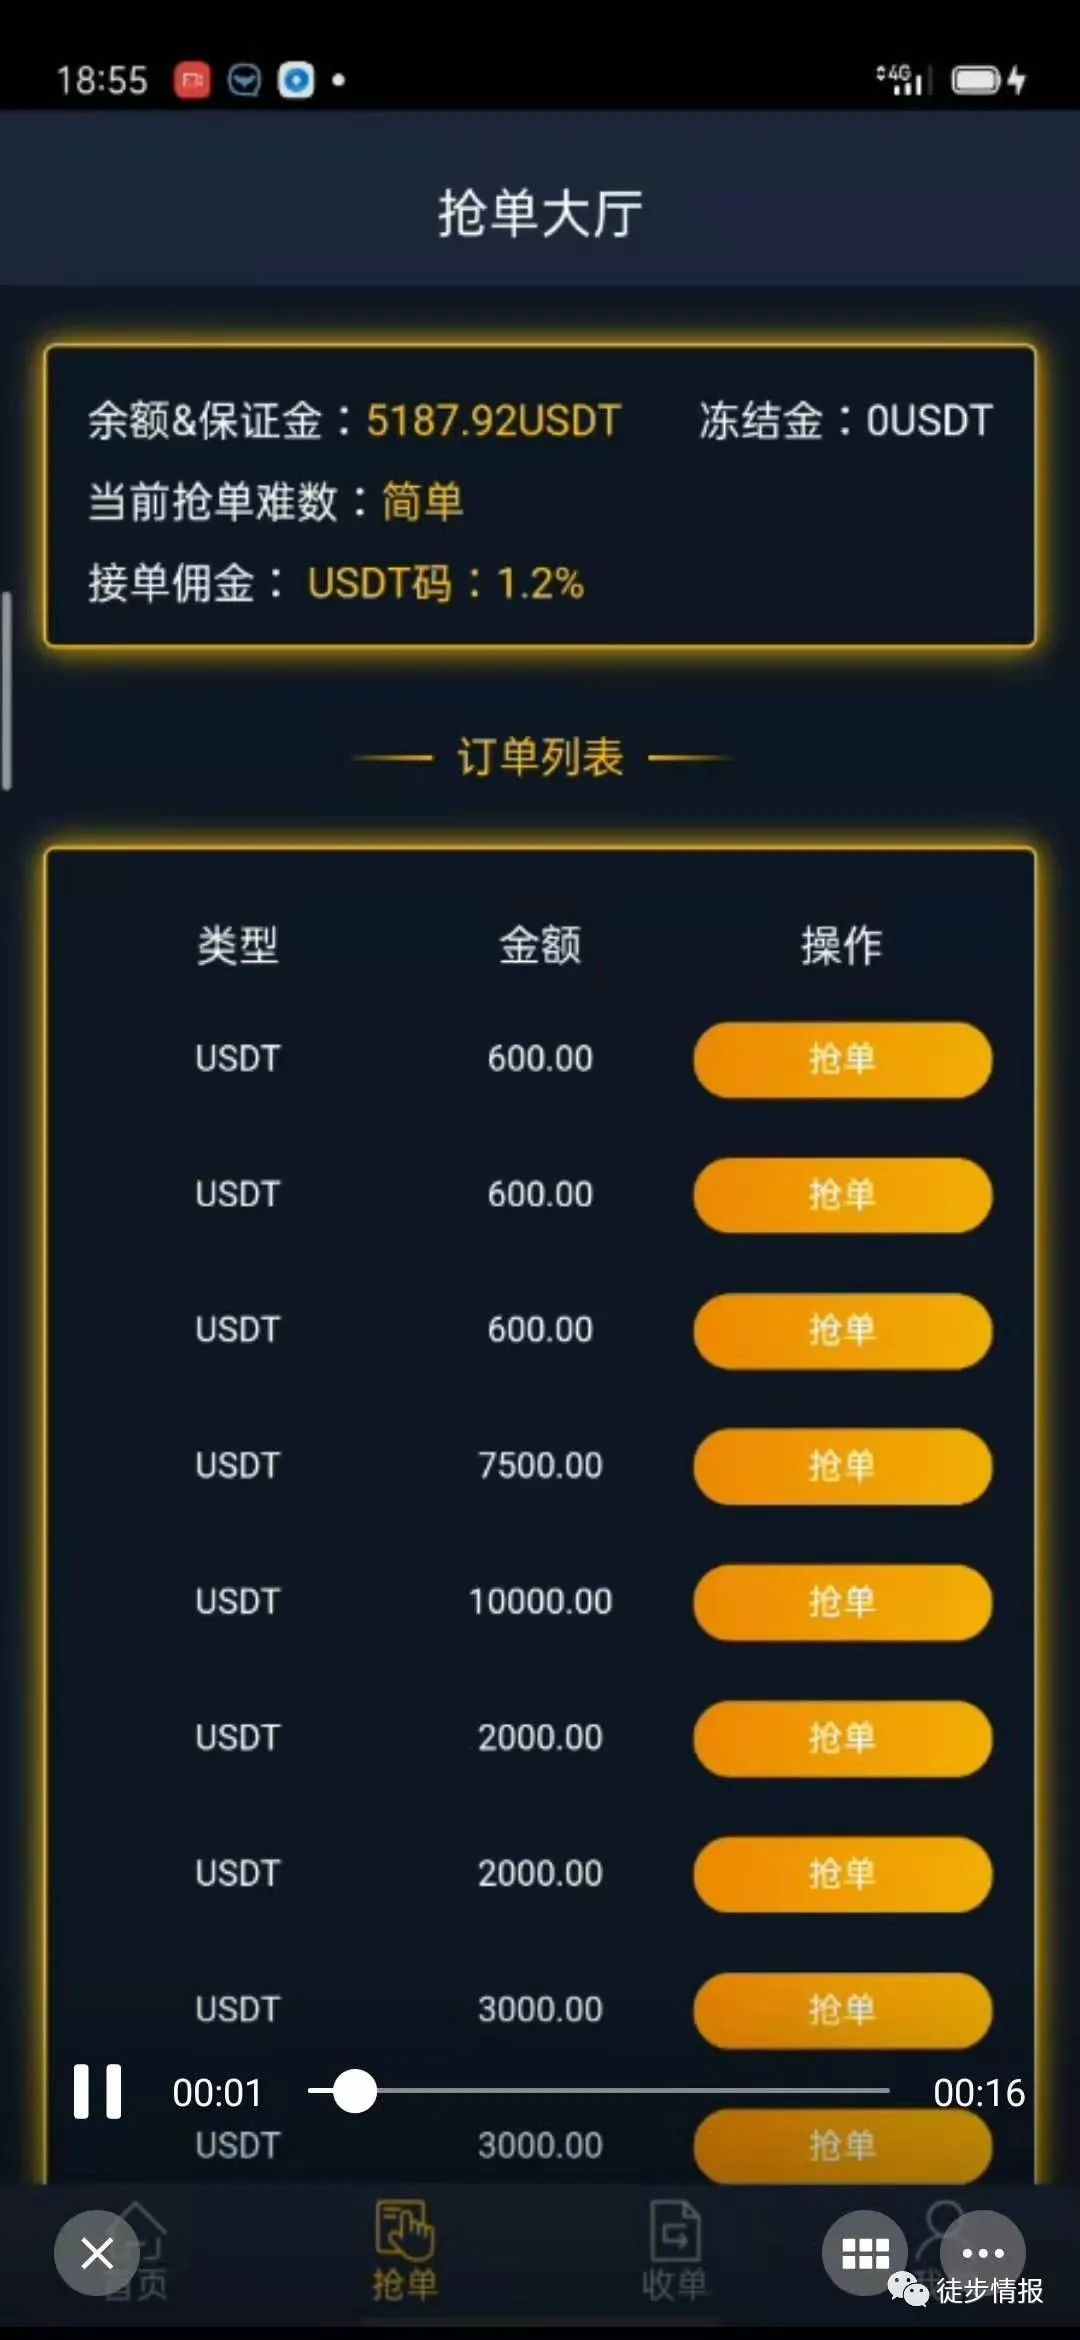 18:55
4G
抢单大厅
余额&保证金：5187.92USDT 冻结金：0USDT
当前抢单难数：简单
接单佣金： USDT码：1.2%
订单列表
类型 金额 操作
USDT 600.00 抢单
USDT 600.00 抢单
USDT 600.00 抢单
USDT 7500.00 抢单
USDT 10000.00 抢单
USDT 2000.00 抢单
USDT 2000.00 抢单
USDT 3000.00 抢单
00:01 00:16
USDT 3000.00 抢单
首页 抢单 收单
徒步情报